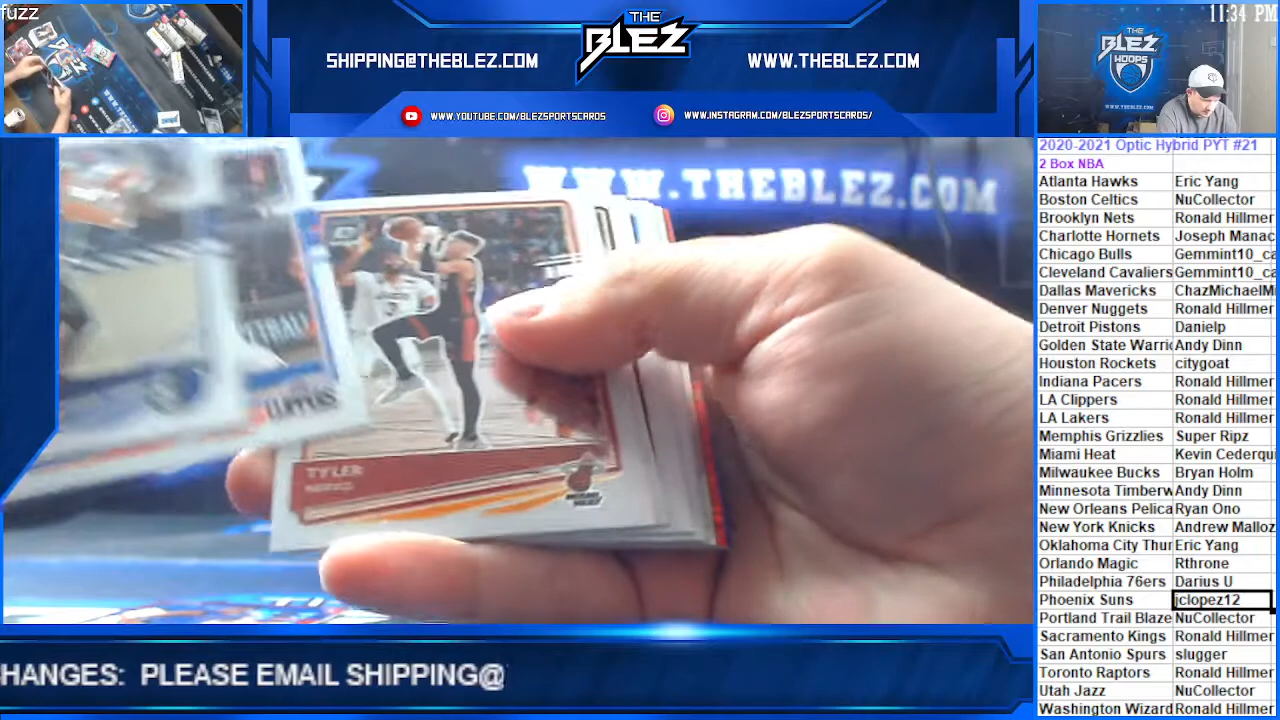 fuzz
SHIPPING@THEBLEZ.COM
THE
BLEZ
WWW.THEBLEZ.COM
WWW.YOUTUBE.COM/BLEZSPORTSCARDS
WWW.INSTAGRAM.COM/BLEZSPORTSCARDS/
11:34 PM
THE
BLEZ
HOOPS
WWW.THEBLEZ.COM
TYLER
HERRO
2020-2021 Optic Hybrid PYT #21
2 Box NBA
Atlanta Hawks Eric Yang
Boston Celtics NuCollector
Brooklyn Nets Ronald Hillmer
Charlotte Hornets Joseph Manac
Chicago Bulls Gemmint10_ca
Cleveland Cavaliers Gemmint10_ca
Dallas Mavericks ChazMichaelM
Denver Nuggets Ronald Hillmer
Detroit Pistons Danielp
Golden State Warri Andy Dinn
Houston Rockets citygoat
Indiana Pacers Ronald Hillmer
LA Clippers Ronald Hillmer
LA Lakers Ronald Hillmer
Memphis Grizzlies Super Ripz
Miami Heat Kevin Cederqu
Milwaukee Bucks Bryan Holm
Minnesota Timberw Andy Dinn
New Orleans Pelica Ryan Ono
New York Knicks Andrew Malloz
Oklahoma City Thur Eric Yang
Orlando Magic Rthrone
Philadelphia 76ers Darius U
Phoenix Suns jclopez12
Portland Trail Blaze NuCollector
Sacramento Kings Ronald Hillmer
San Antonio Spurs slugger
Toronto Raptors Ronald Hillmer
Utah Jazz NuCollector
Washington Wizard Ronald Hillmer
HANGES: PLEASE EMAIL SHIPPING@